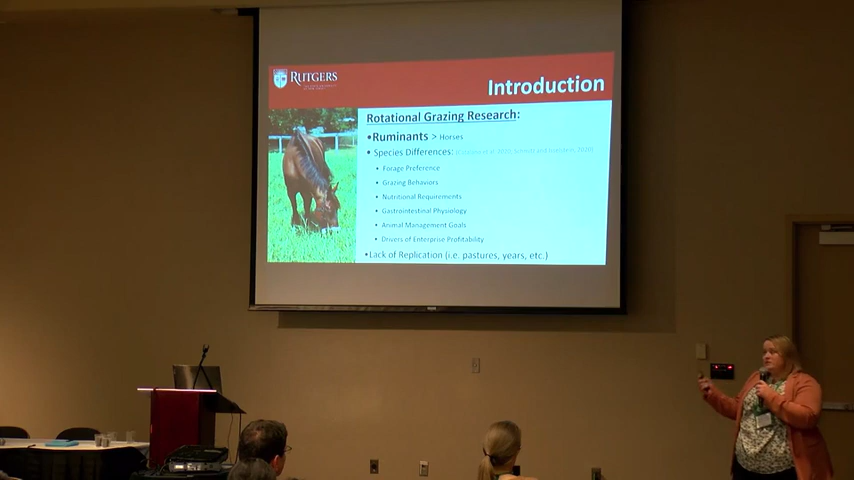 RUTGERS
Introduction
Rotational Grazing Research:
•Ruminants > Horses
• Species Differences:
• Forage Preference
• Grazing Behaviors
• Nutritional Requirements
• Gastrointestinal Physiology
• Animal Management Goals
• Drivers of Enterprise Profitability
•Lack of Replication (i.e. pastures, years, etc.)